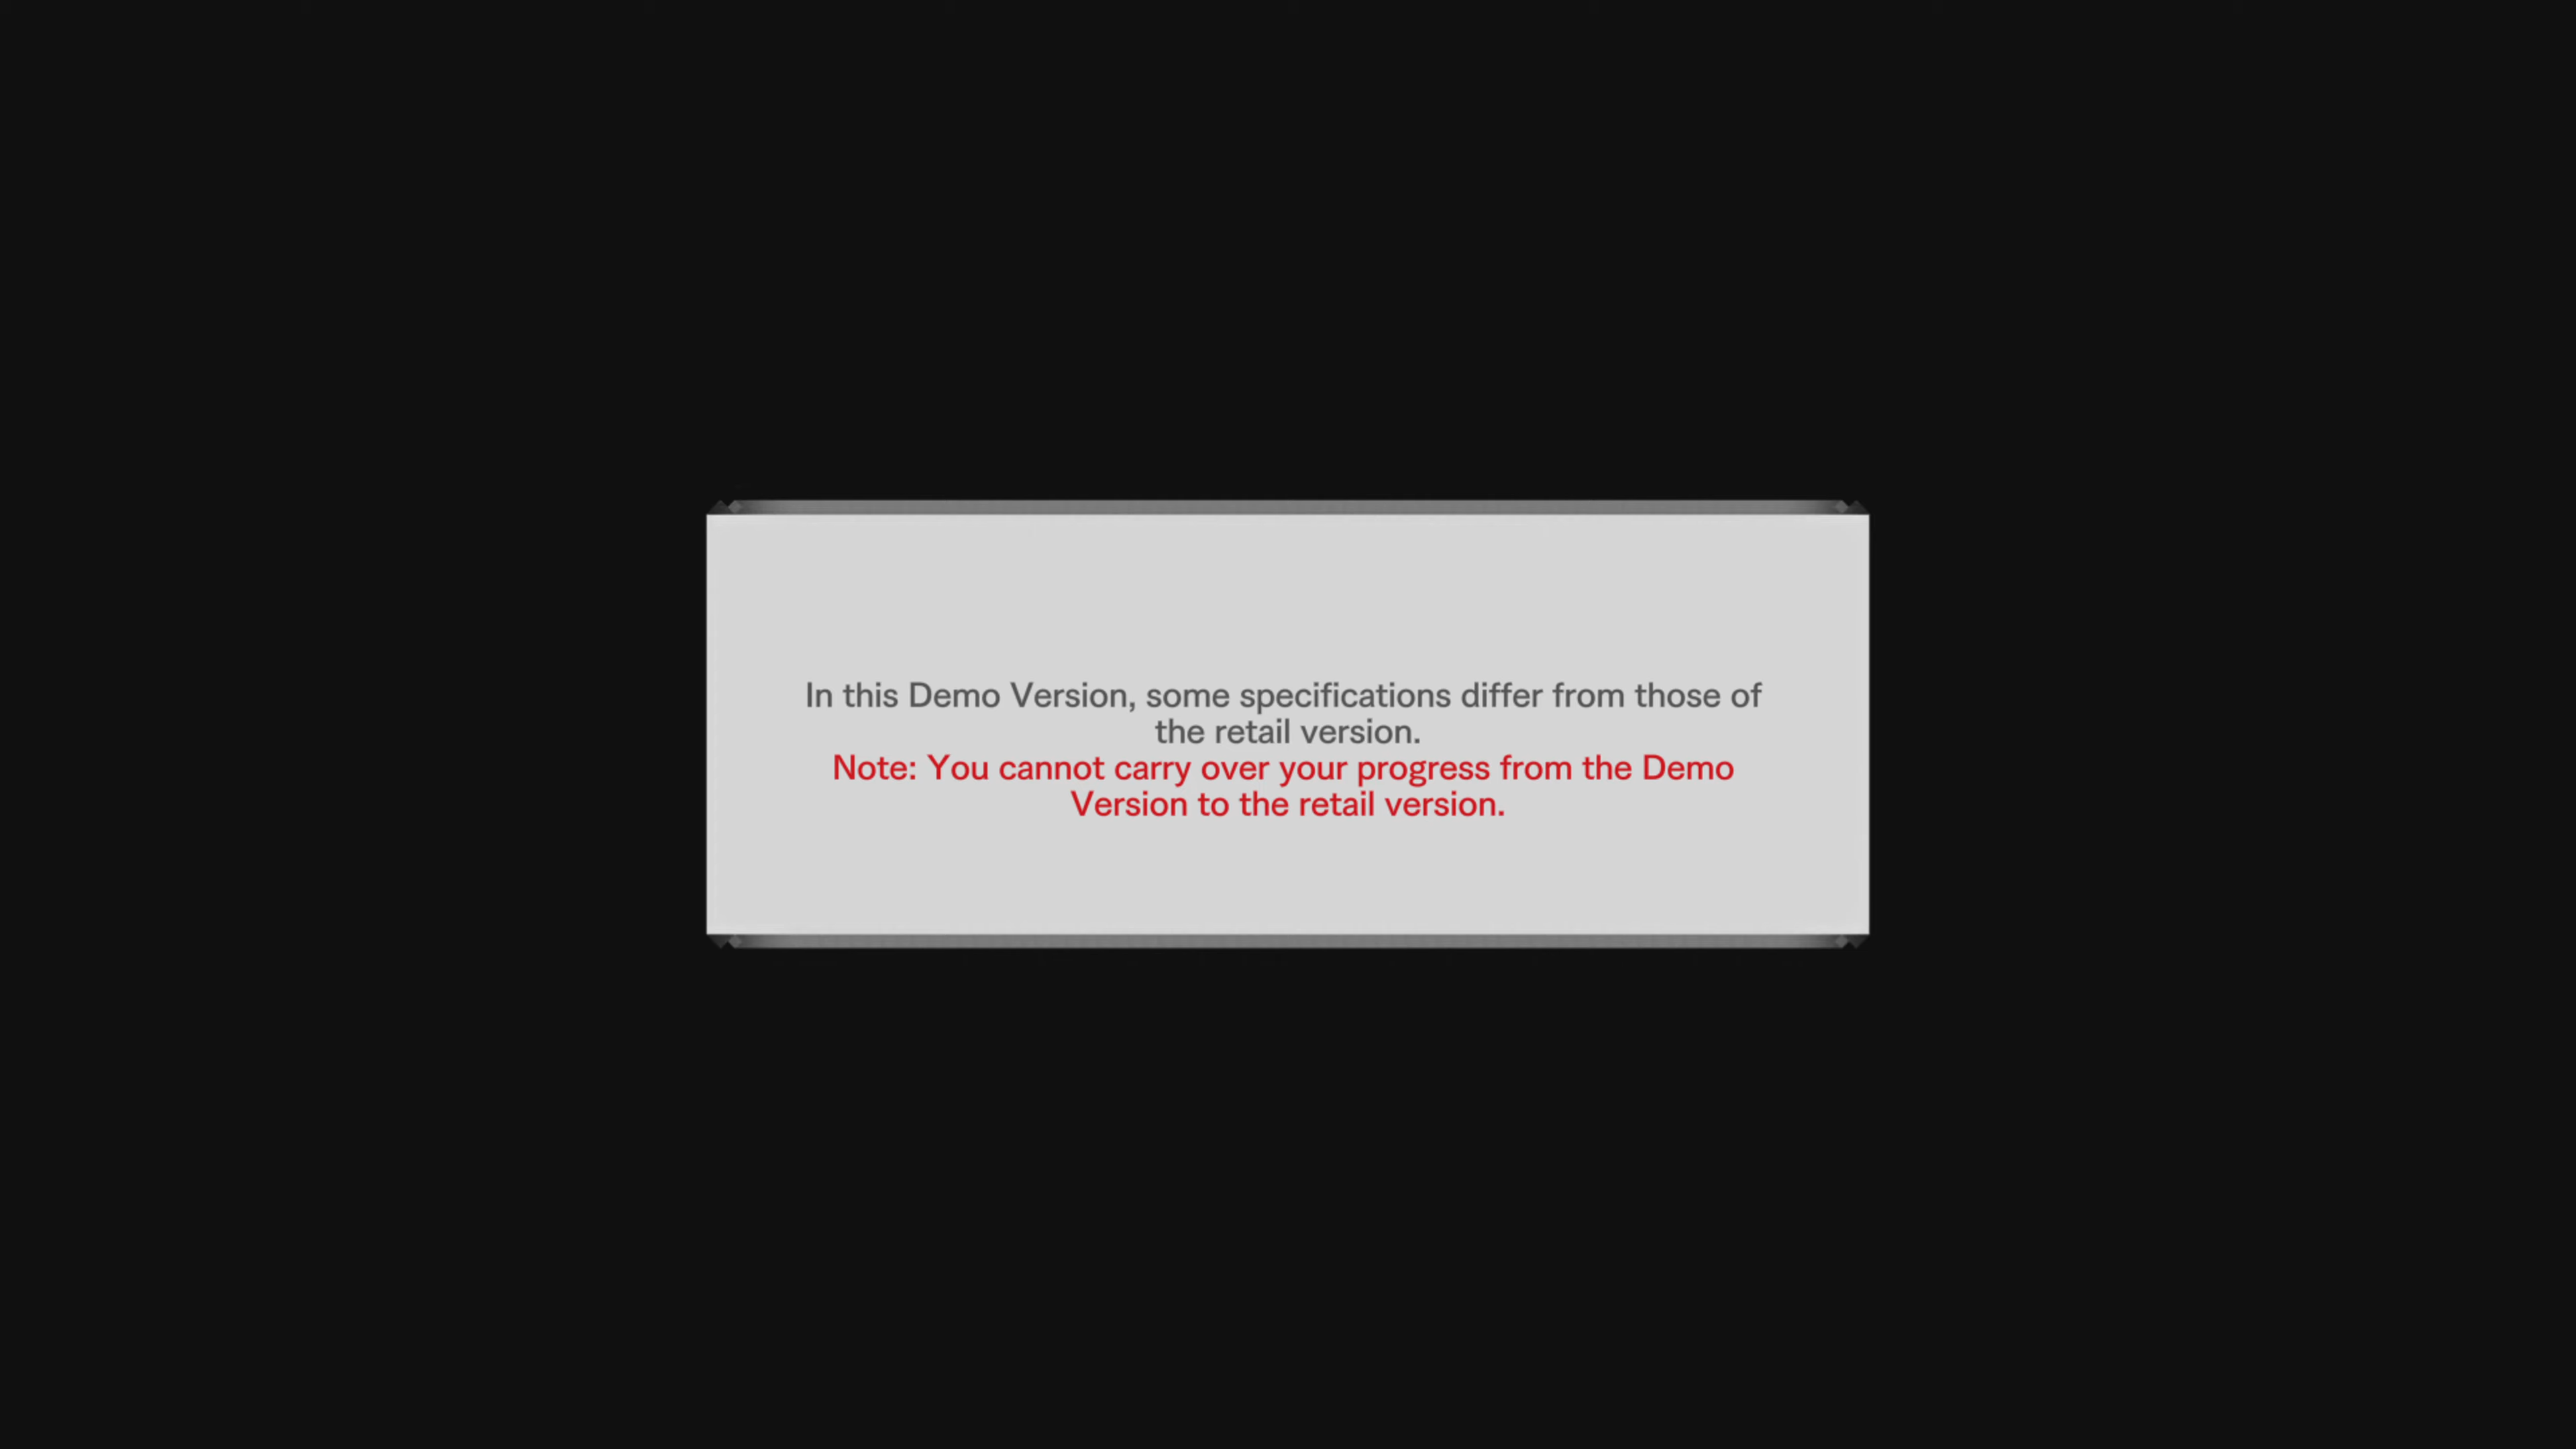 In this Demo Version, some specifications differ from those of
the retail version.
Note: You cannot carry over your progress from the Demo
Version to the retail version.